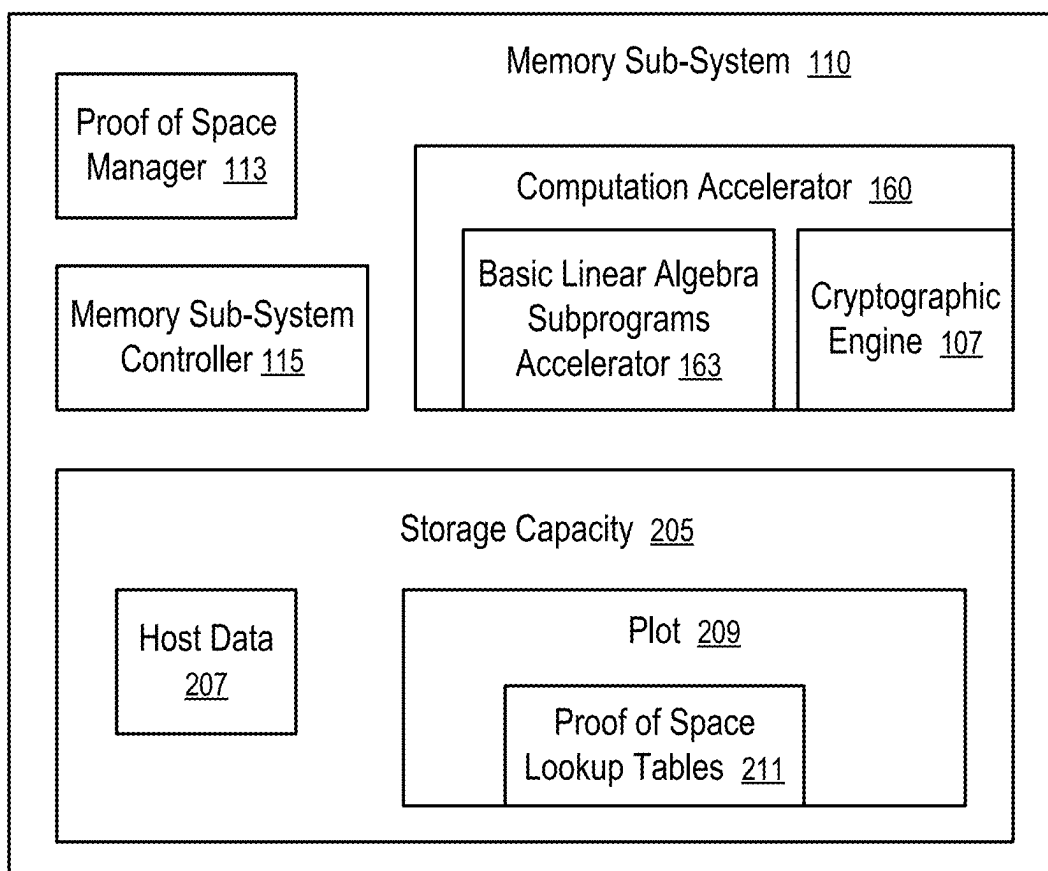 Memory Sub-System 110
Proof of Space
Manager 113
Computation Accelerator 160
Basic Linear Algebra
Subprograms
Accelerator 163
Cryptographic
Engine 107
Memory Sub-System
Controller 115
Storage Capacity 205
Host Data
207
Plot 209
Proof of Space
Lookup Tables 211